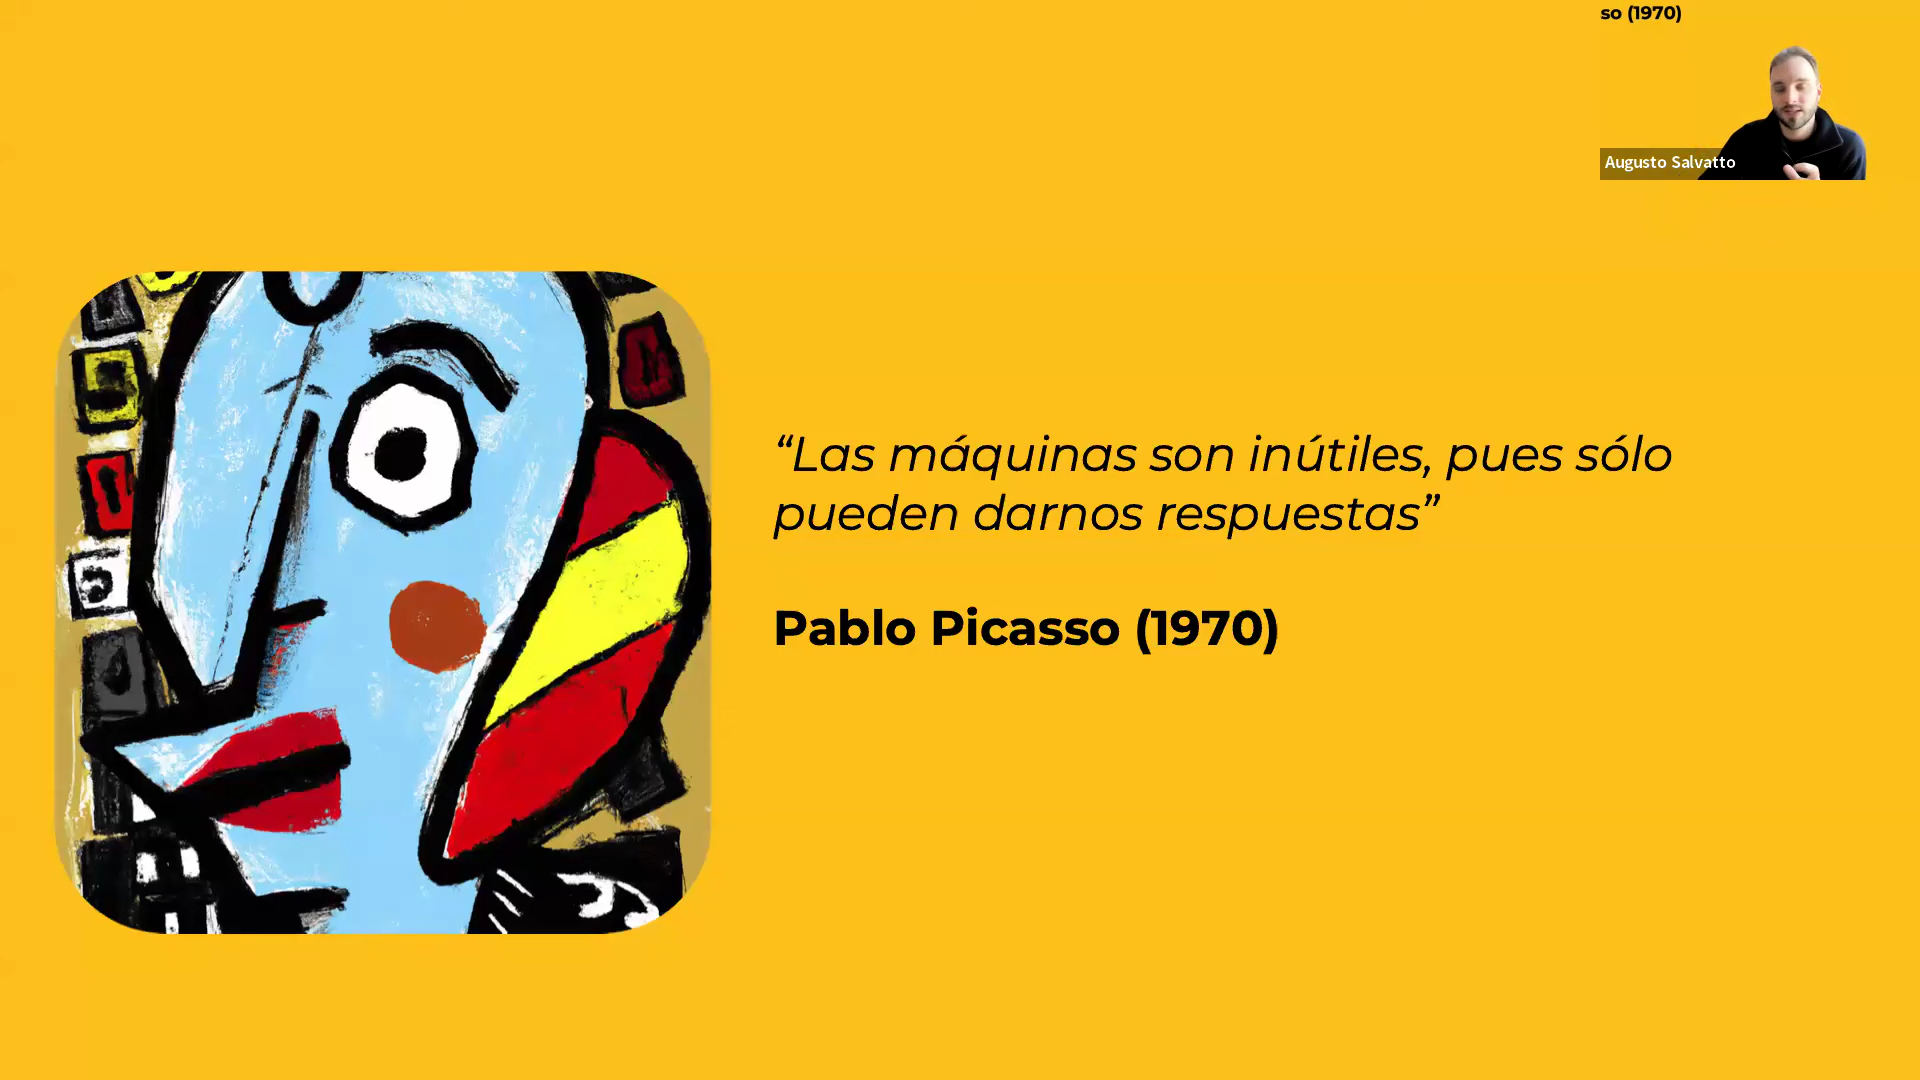 so (1970)
Augusto Salvatto
“Las máquinas son inútiles, pues sólo
pueden darnos respuestas”
Pablo Picasso (1970)